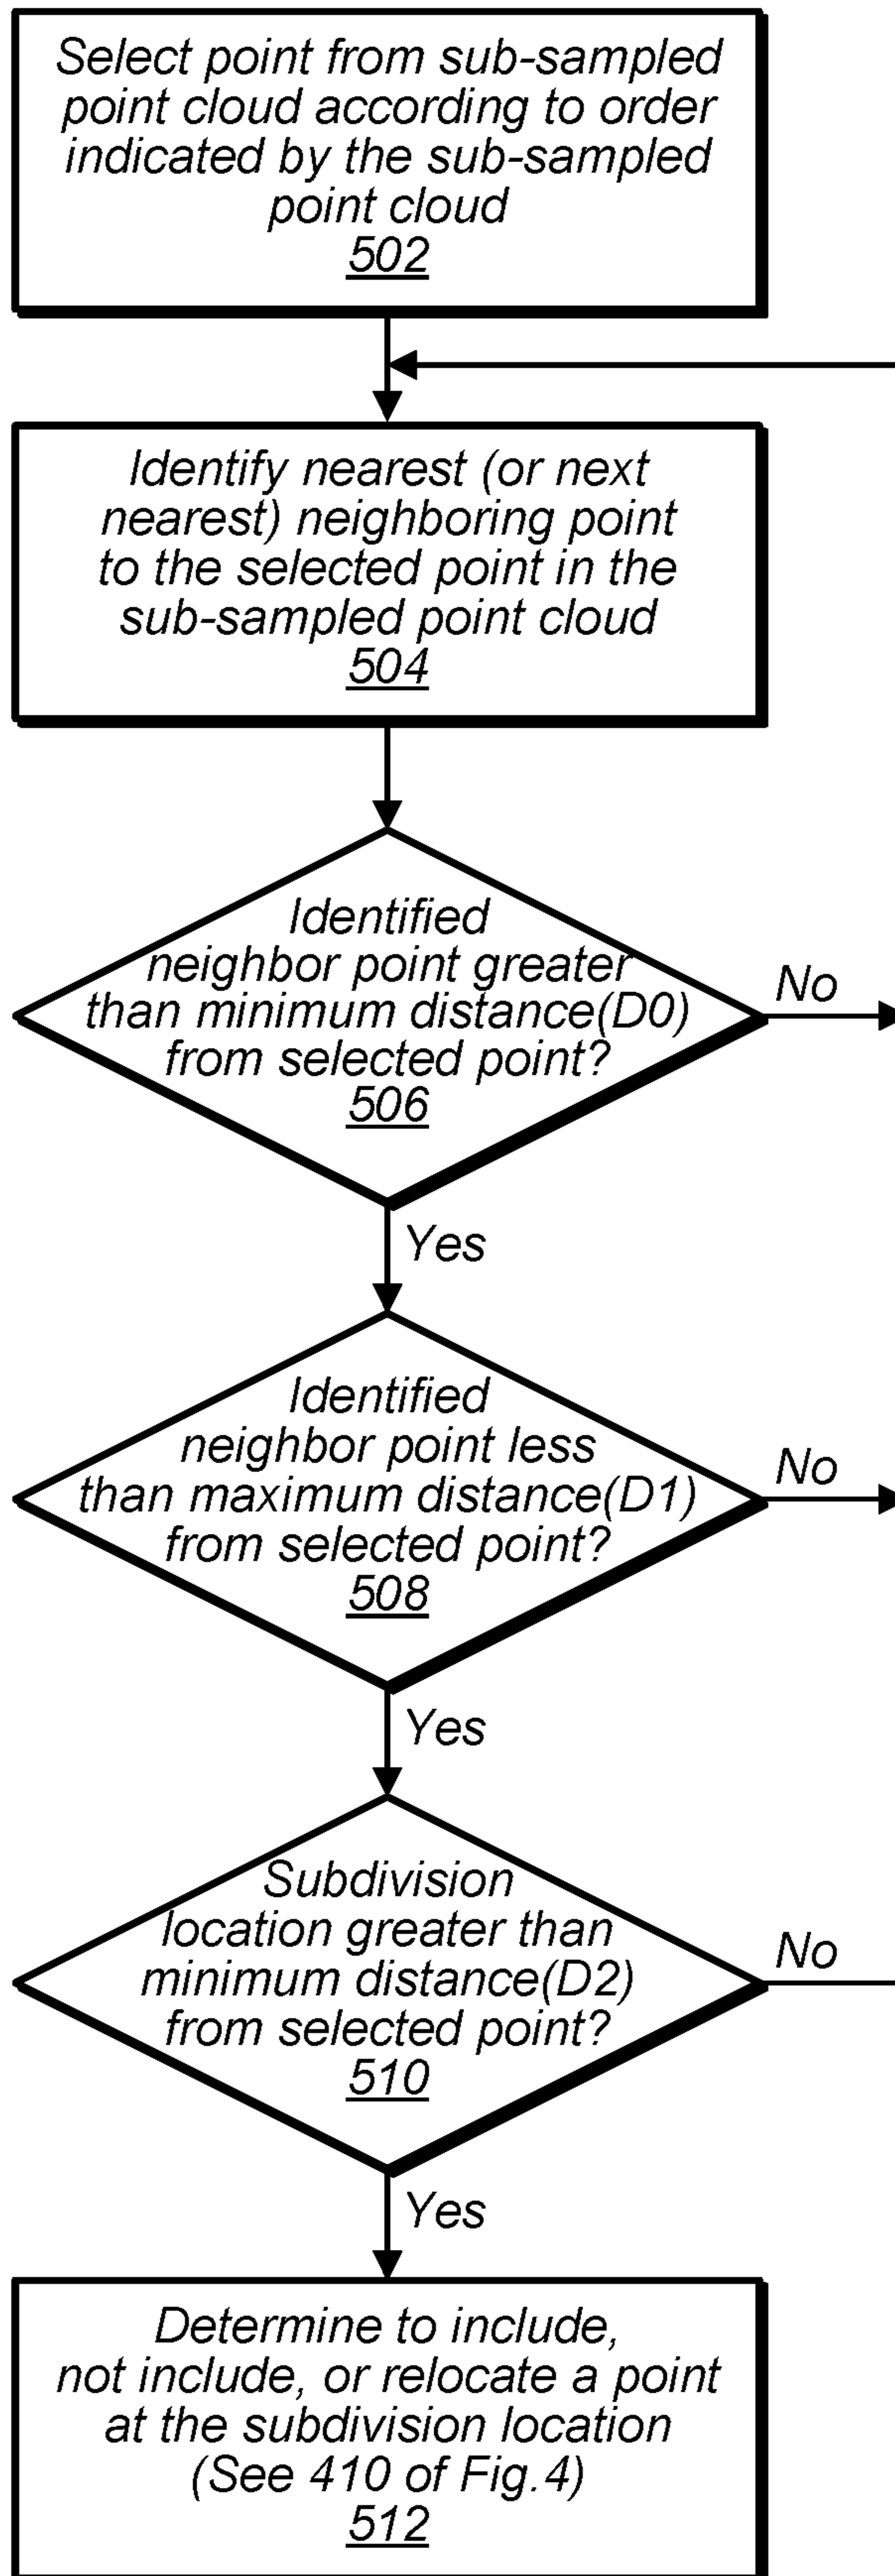 Select point from sub-sampled
point cloud according to order
indicated by the sub-sampled
point cloud
502
Identify nearest (or next
nearest) neighboring point
to the selected point in the
sub-sampled point cloud
504
Identified
neighbor point greater
than minimum distance(D0)
from selected point?
506
No
Yes
Identified
neighbor point less
than maximum distance(D1)
from selected point?
508
No
Yes
Subdivision
location greater than
minimum distance(D2)
from selected point?
510
No
Yes
Determine to include,
not include, or relocate a point
at the subdivision location
(See 410 of Fig.4)
512